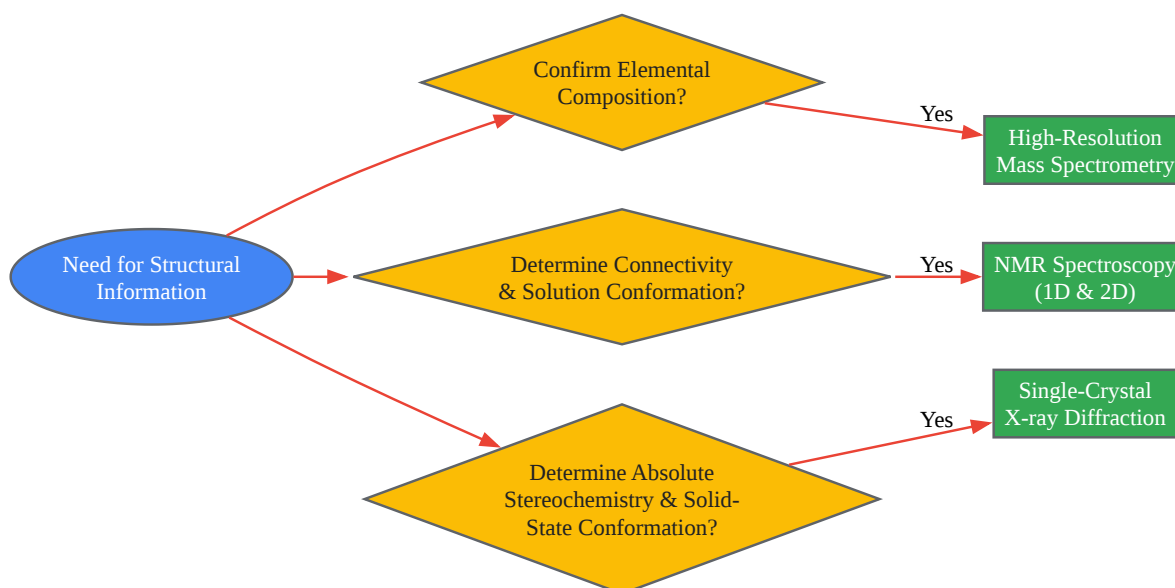 Confirm Elemental
Composition?
Yes
High-Resolution
Mass Spectrometry
Need for Structural
Information
Determine Connectivity
& Solution Conformation?
Yes
NMR Spectroscopy
(1D & 2D)
Determine Absolute
Stereochemistry & Solid-
State Conformation?
Yes
Single-Crystal
X-ray Diffraction